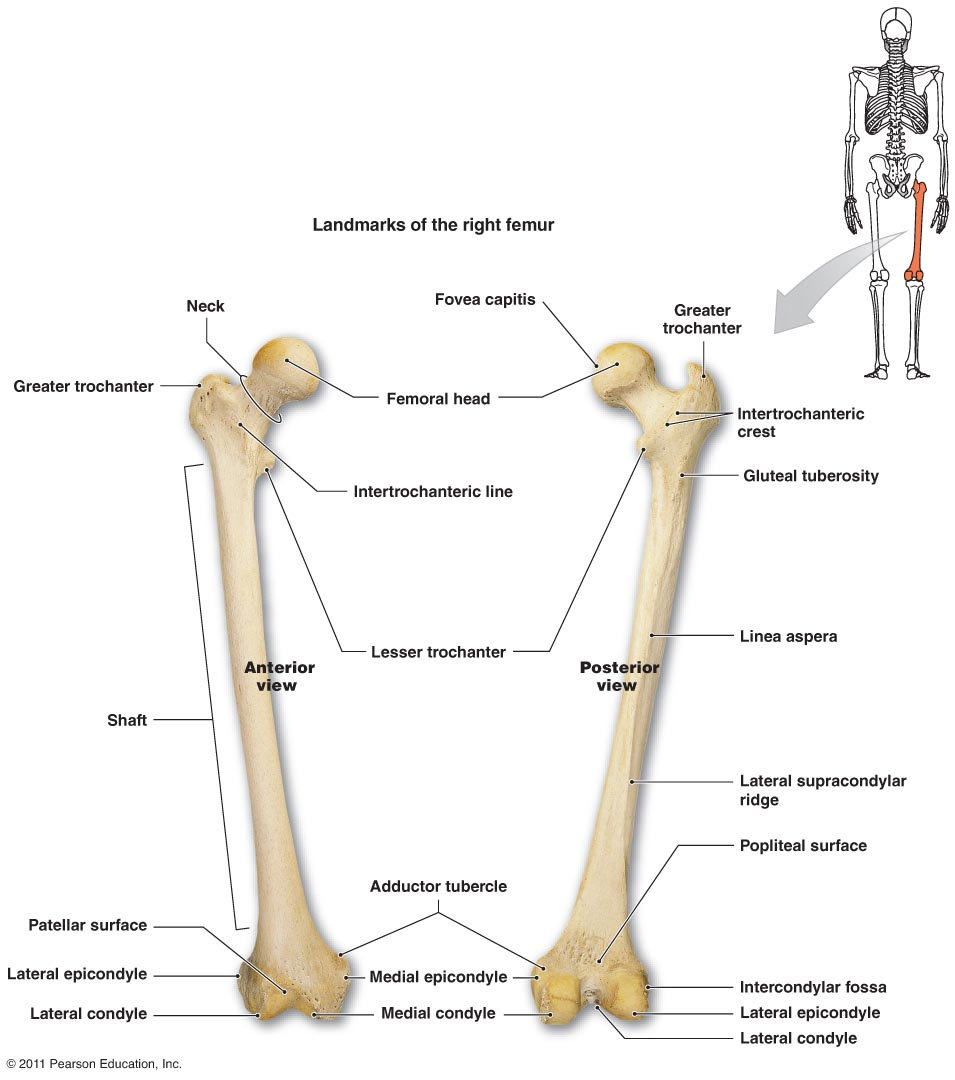 Landmarks of the right femur
Neck
Fovea capitis
Greater
trochanter
Greater trochanter
Femoral head
Intertrochanteric
crest
Gluteal tuberosity
Intertrochanteric line
Linea aspera
Lesser trochanter
Anterior
view
Posterior
view
Shaft
Lateral supracondylar
ridge
Popliteal surface
Adductor tubercle
Patellar surface
Lateral epicondyle
Medial epicondyle
Intercondylar fossa
Lateral condyle
Medial condyle
Lateral epicondyle
Lateral condyle
© 2011 Pearson Education, Inc.